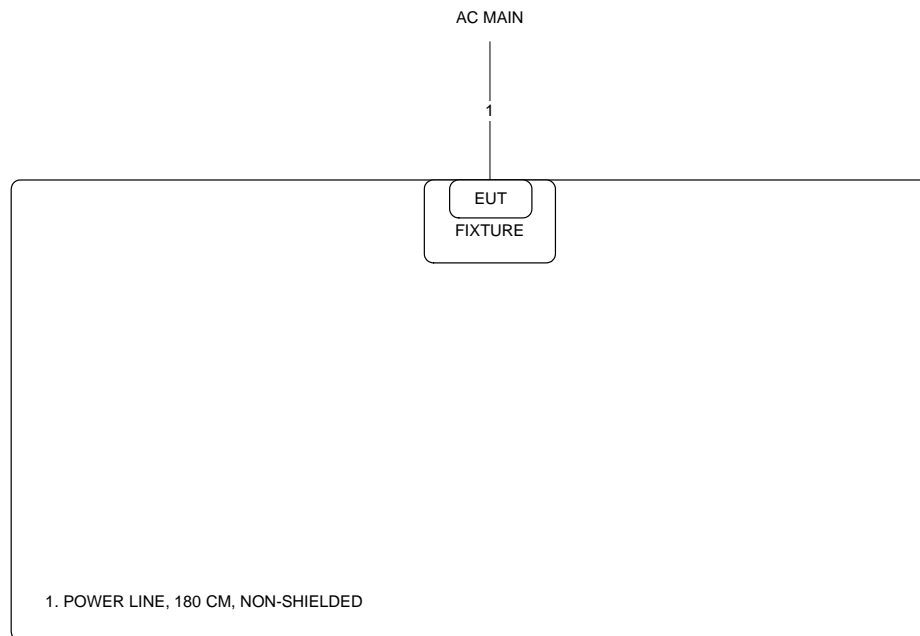 AC MAIN
1
EUT
FIXTURE
1. POWER LINE, 180 CM, NON-SHIELDED